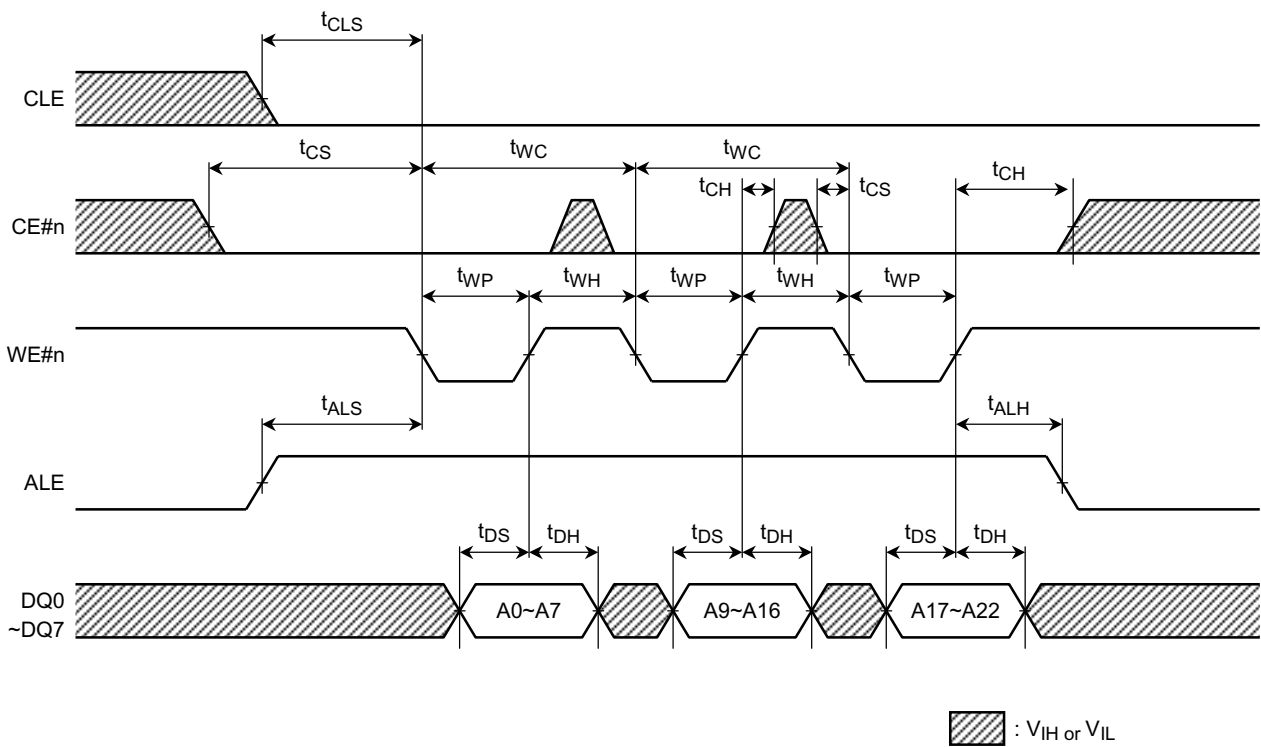 tCLS
CLE
tCS tWC tWC
tCH tCS tCH
CE#n
tWP tWH tWP tWH tWP
WE#n
tALS tALH
ALE
tDS tDH tDS tDH tDS tDH
DQ0
~DQ7
A0~A7 A9~A16 A17~A22
: VIH or VIL